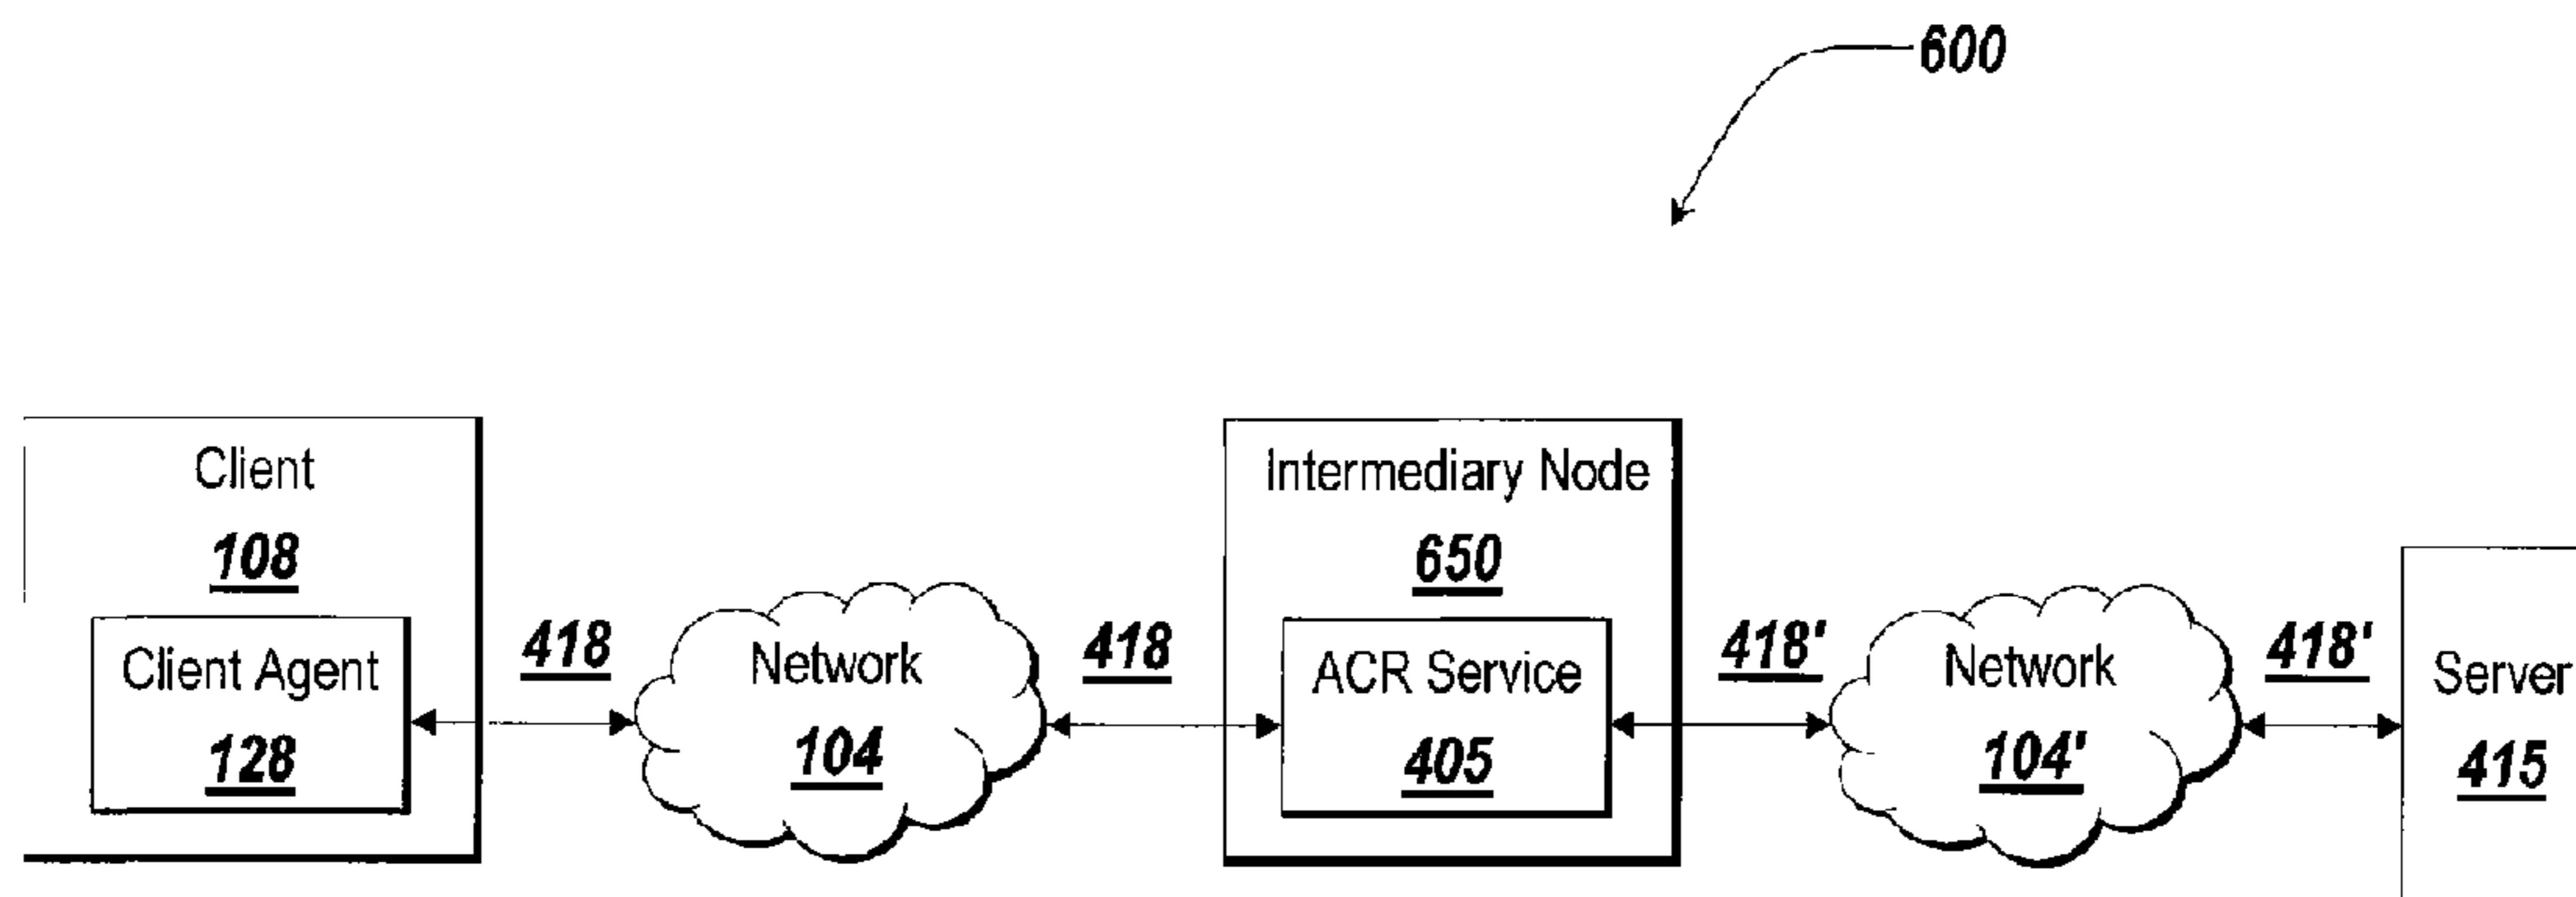 600
Client
108
Client Agent
128
418
Network
104
418
Intermediary Node
650
ACR Service
405
418'
Network
104'
418'
Server
415